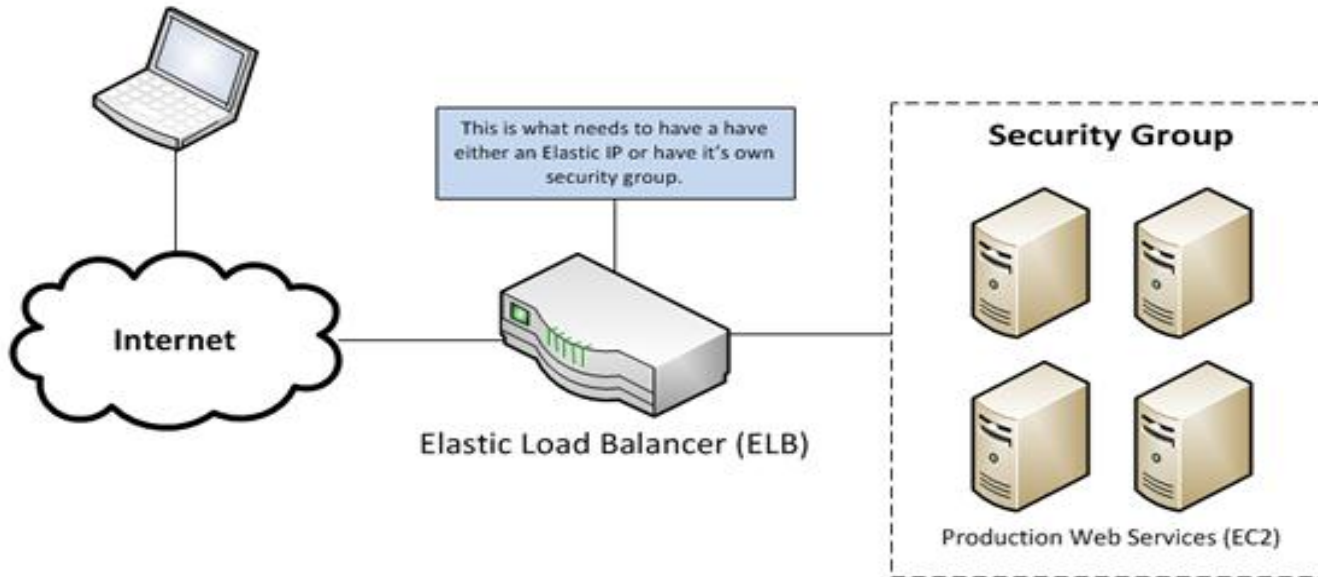 This is what needs to have a have
either an Elastic IP or have it's own
security group.
Security Group
Internet
Elastic Load Balancer (ELB)
Production Web Services (EC2)